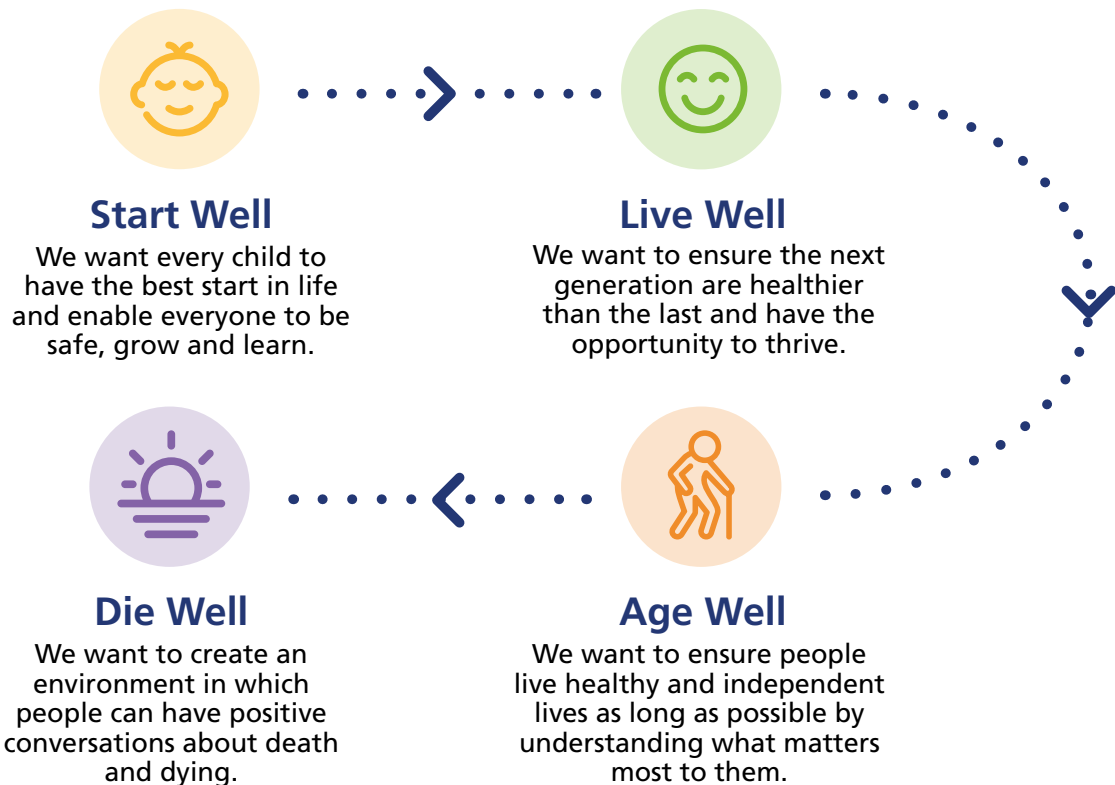 Start Well
We want every child to
have the best start in life
and enable everyone to be
safe, grow and learn.
Live Well
We want to ensure the next
generation are healthier
than the last and have the
opportunity to thrive.
Age Well
We want to ensure people
live healthy and independent
lives as long as possible by
understanding what matters
most to them.
Die Well
We want to create an
environment in which
people can have positive
conversations about death
and dying.